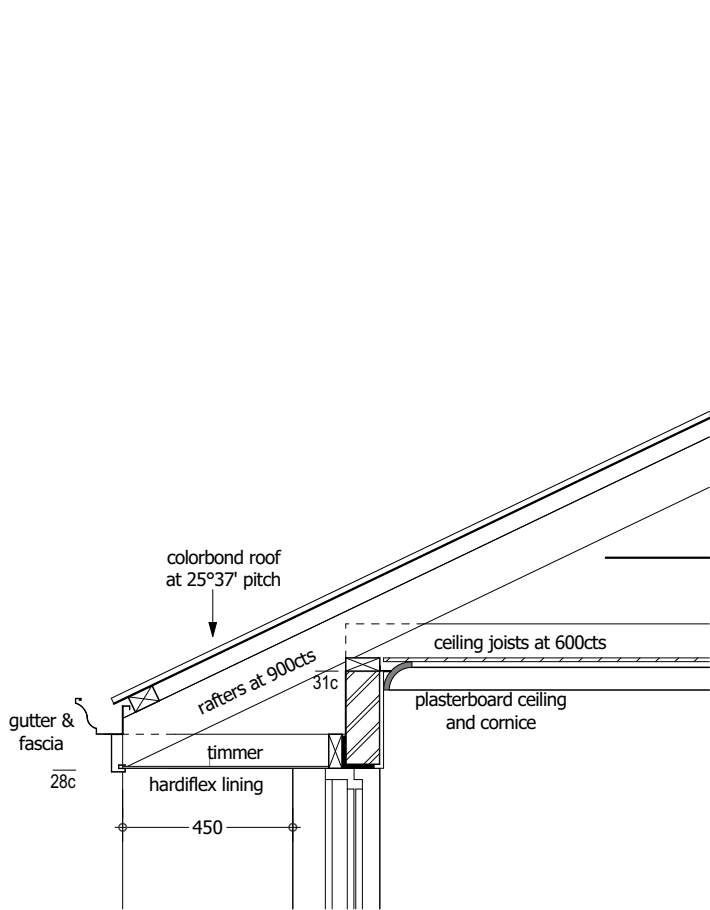 colorbond roof
at 25°37' pitch
ceiling joists at 600cts
rafters at 900cts
31c
plasterboard ceiling
and cornice
gutter &
fascia
timmer
28c
hardiflex lining
450